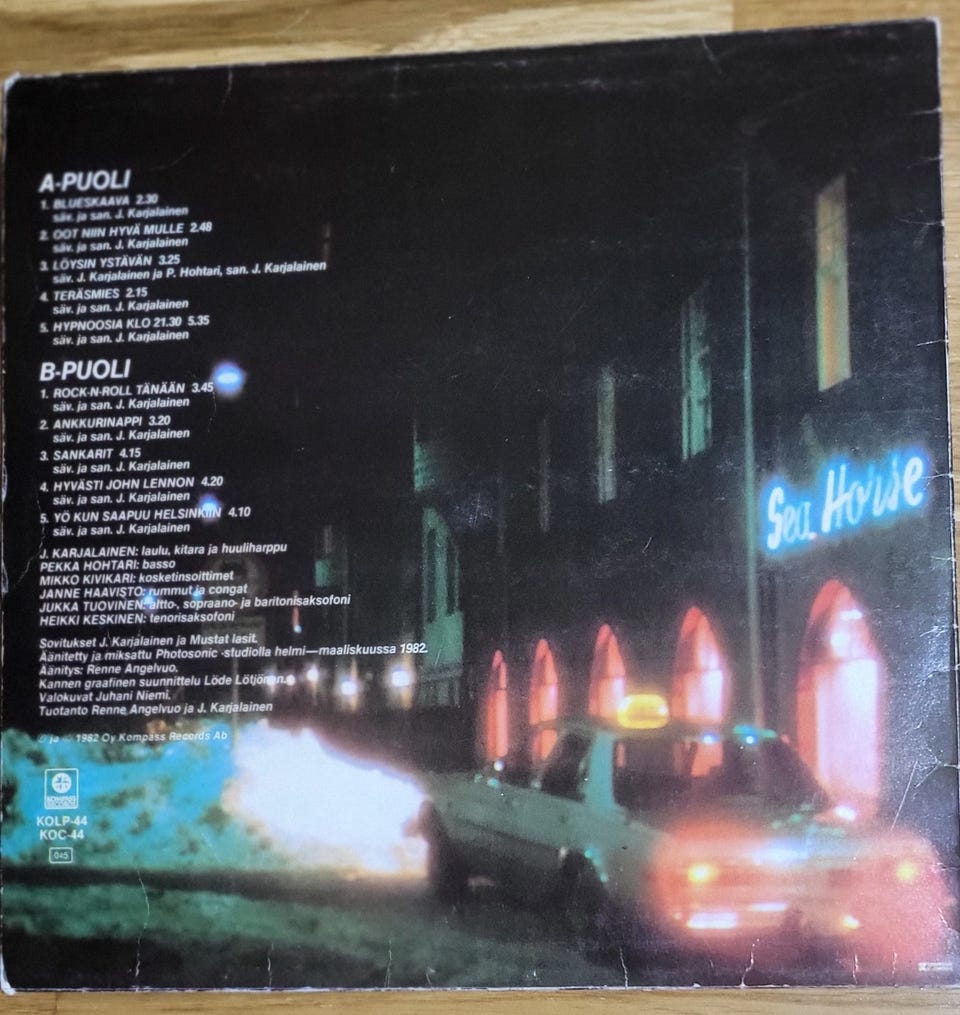 A-PUOLI
1. BLUESKAAVA 2.30
säv. ja san. J. Karjalainen
2. OOT NIIN HYVÄ MULLE 2.48
säv. ja san. J. Karjalainen
3. LÖYSIN YSTÄVÄN 3.25
säv. J. Karjalainen ja P. Hohtari, san. J. Karjalainen
4. TERÄSMIES 2.15
säv. ja san. J. Karjalainen
5. HYPNOOSIA KLO 21.30 5.35
säv. ja san. J. Karjalainen
B-PUOLI
1. ROCK-N-ROLL TÄNÄÄN 3.45
säv. ja san. J. Karjalainen
2. ANKKURINAPPI 3.20
säv. ja san. J. Karjalainen
3. SANKARIT 4.15
säv. ja san. J. Karjalainen
4. HYVÄSTI JOHN LENNON 4.20
säv. ja san. J. Karjalainen
5. YÖ KUN SAAPUU HELSINKIIN 4.10
säv. ja san. J. Karjalainen
J. KARJALAINEN: laulu, kitara ja huuliharppu
PEKKA HOHTARI: basso
MIKKO KIVIKARI: kosketinsoittimet
JANNE HAAVISTO: rummut ja congat
JUKKA TUOVINEN: altto-, sopraano- ja baritonisaksofoni
HEIKKI KESKINEN: tenorisaksofoni
Sovitukset J. Karjalainen ja Mustat lasit.
Äänitetty ja miksattu Photosonic -studiolla helmi—maaliskuussa 1982.
Äänitys: Renne Angelvuo.
Kannen graafinen suunnittelu Löde Lötjönen.
Valokuvat Juhani Niemi.
Tuotanto Renne Angelvuo ja J. Karjalainen
ja 1982 Oy Kompass Records Ab
KOMPASS
RECORDS
KOLP-44
KOC-44
045
Sea Horse